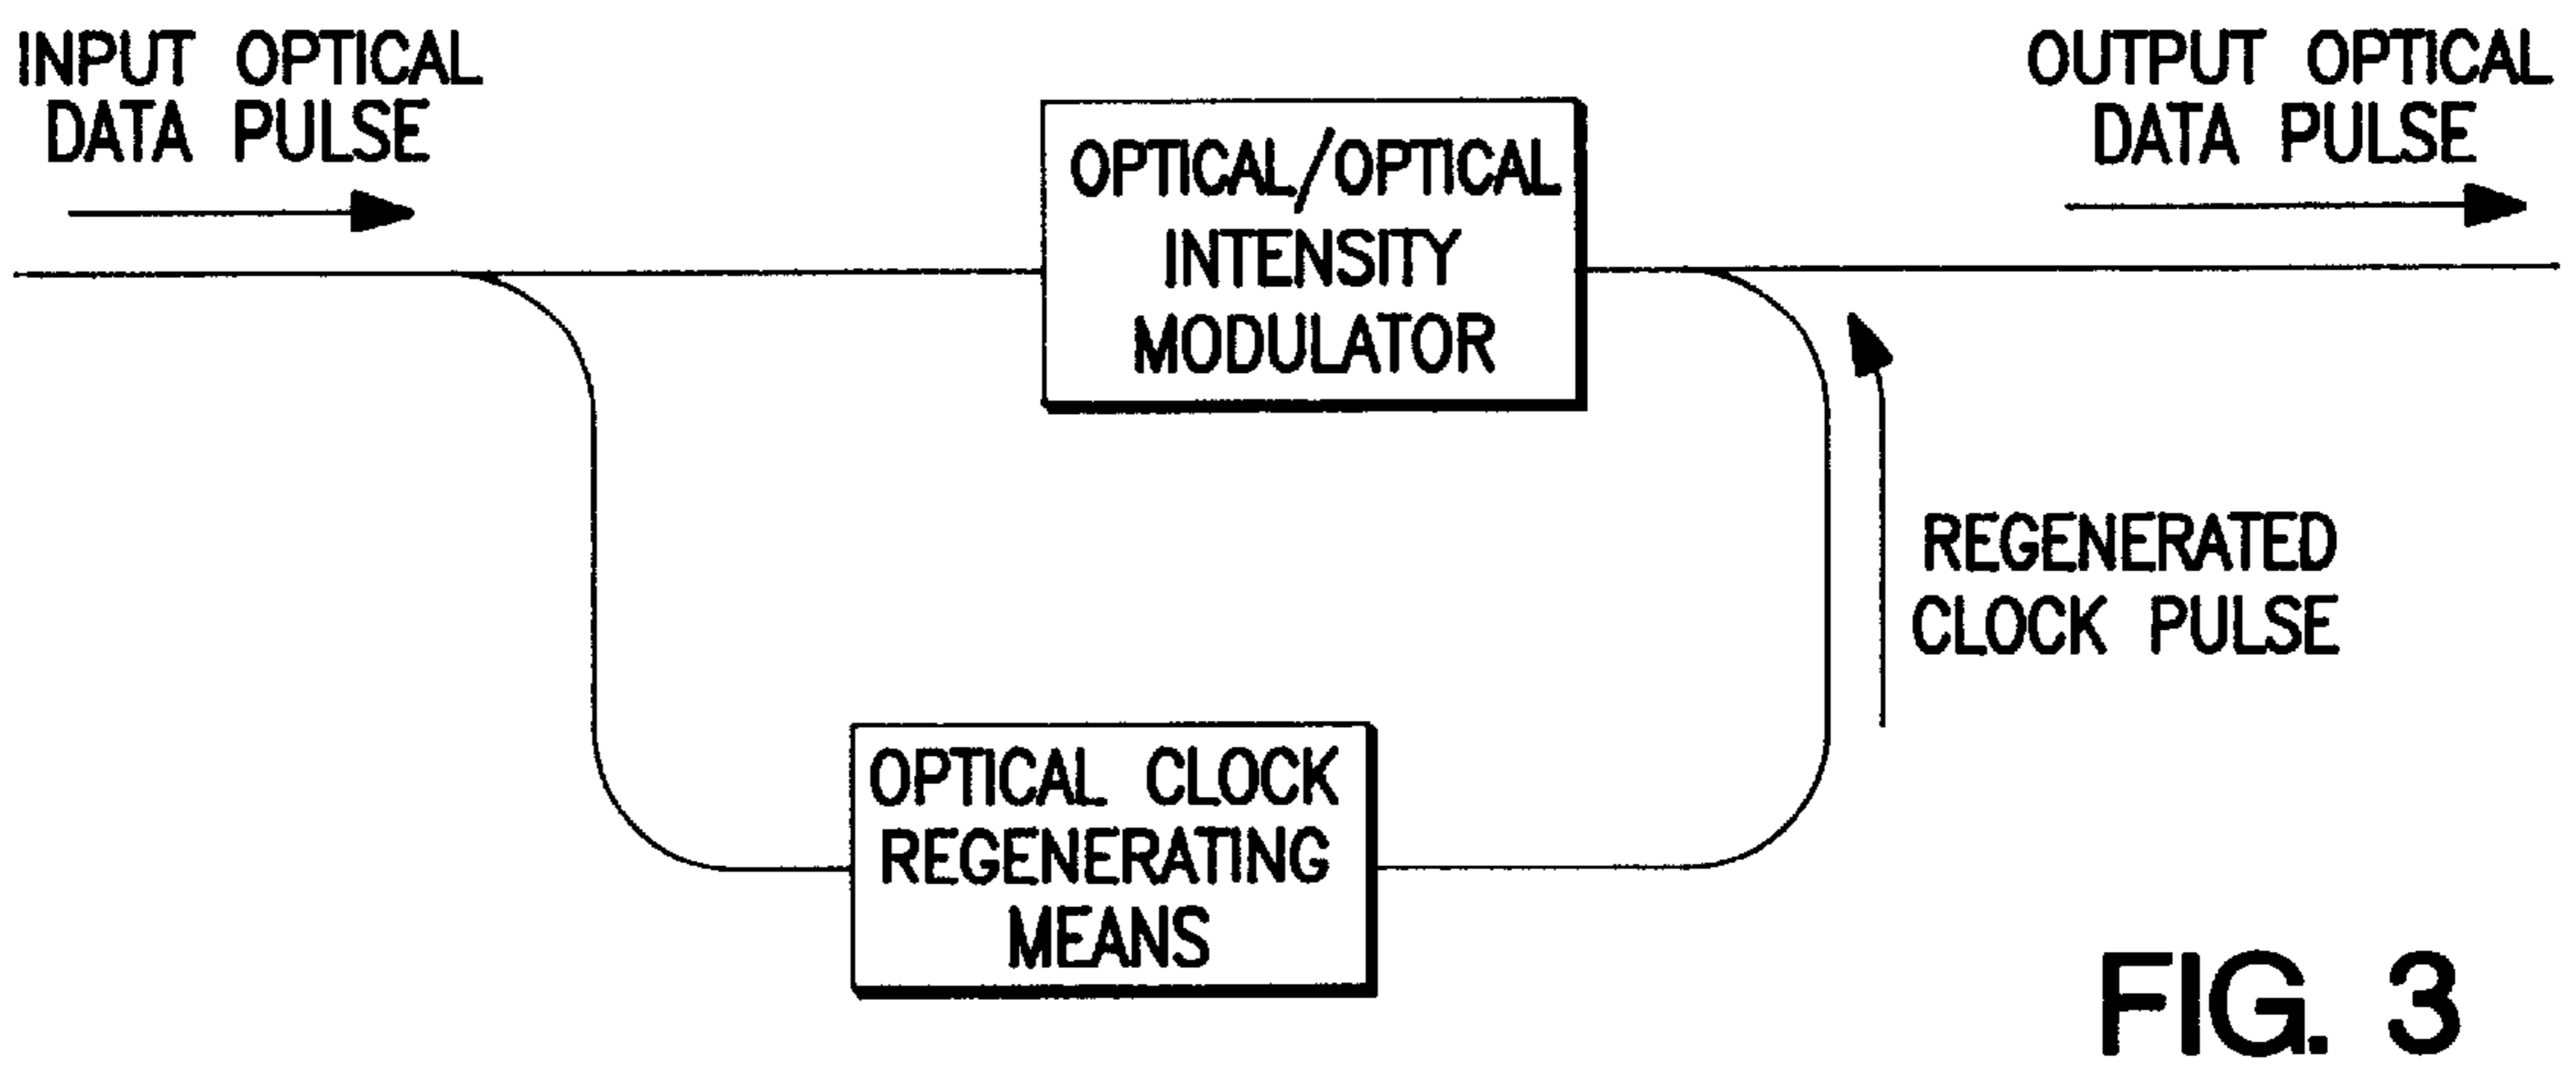 INPUT OPTICAL
DATA PULSE
OUTPUT OPTICAL
DATA PULSE
OPTICAL/OPTICAL
INTENSITY
MODULATOR
REGENERATED
CLOCK PULSE
OPTICAL CLOCK
REGENERATING
MEANS
FIG. 3